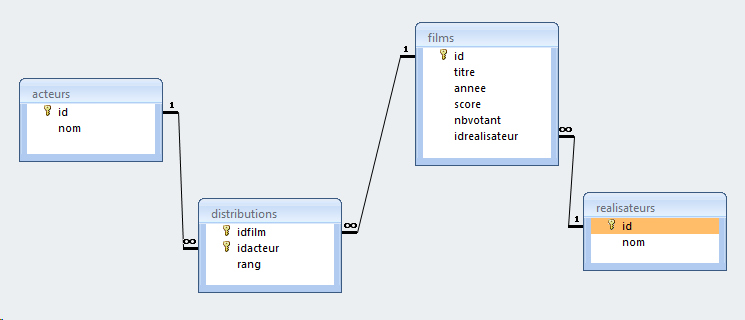 acteurs
id
nom
1
∞
distributions
idfilm
idacteur
rang
∞
1
films
id
titre
annee
score
nbvotant
idrealisateur
∞
1
realisateurs
id
nom